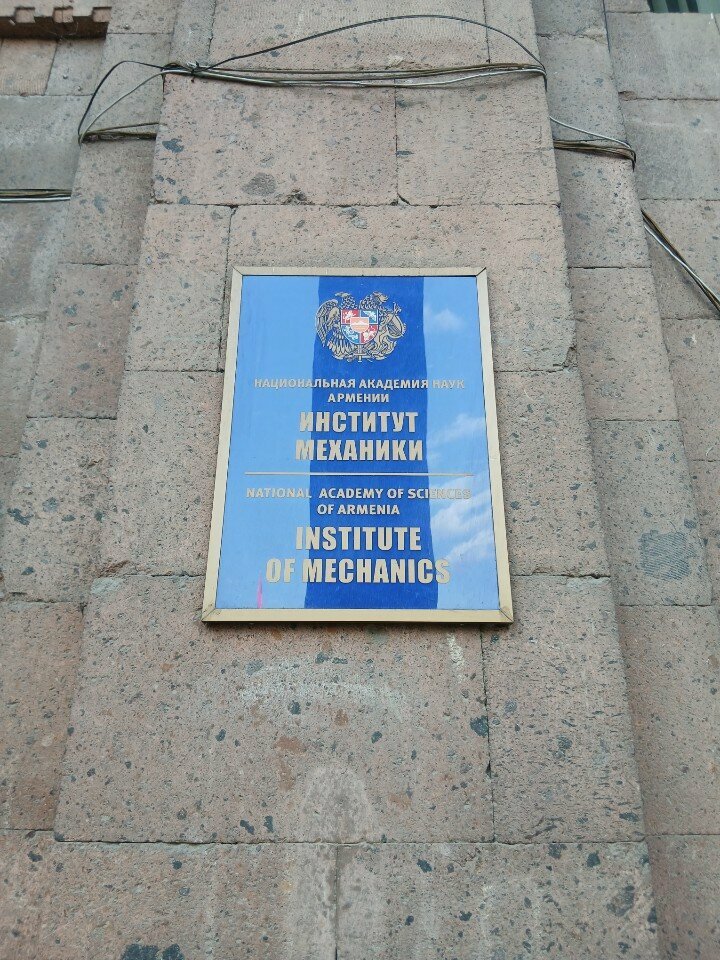 НАЦИОНАЛЬНАЯ АКАДЕМИЯ НАУК
АРМЕНИИ
ИНСТИТУТ
МЕХАНИКИ
NATIONAL ACADEMY OF SCIENCES
OF ARMENIA
INSTITUTE
OF MECHANICS